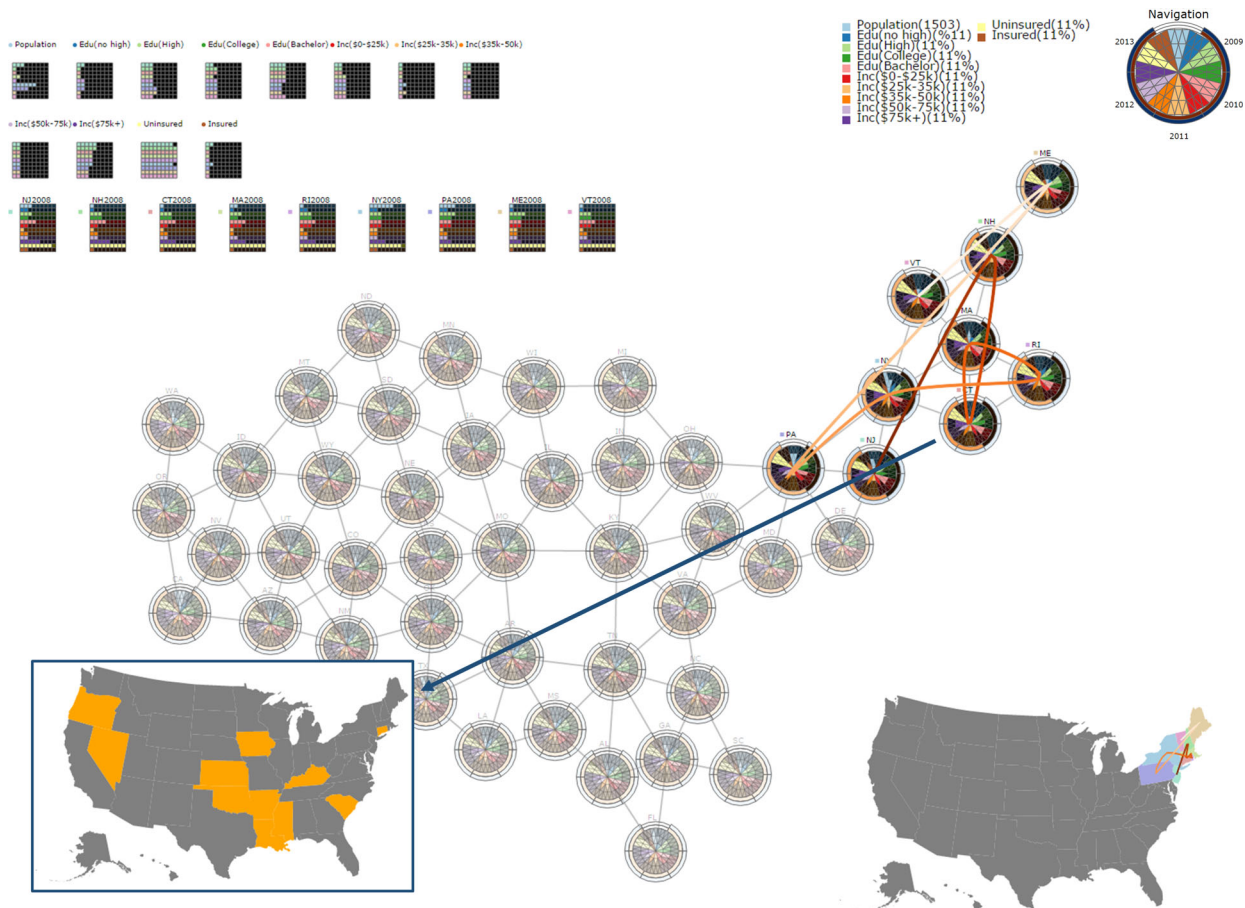 Population
Edu(no high)
Edu(High)
Edu(College)
Edu(Bachelor)
Inc($0-$25k)
Inc($25k-35k)
Inc($35k-50k)
Inc($50k-75k)
Inc($75k+)
Uninsured
Insured
NJ2008
NH2008
CT2008
MA2008
RI2008
NY2008
PA2008
ME2008
VT2008
Population(1503)
Edu(no high)(%11)
Edu(High)(11%)
Edu(College)(11%)
Edu(Bachelor)(11%)
Inc($0-$25k)(11%)
Inc($25k-35k)(11%)
Inc($35k-50k)(11%)
Inc($50k-75k)(11%)
Inc($75k+)(11%)
Uninsured(11%)
Insured(11%)
Navigation
2013
2009
2012
2010
2011
ME
NH
VT
MA
RI
PA
NJ
ND
MN
WI
MI
MT
SD
WA
ID
WY
NE
IN
OH
OR
NV
UT
CO
MO
KY
WV
MD
DE
CA
AZ
NM
AR
VA
TN
NC
LA
MS
AL
GA
SC
FL